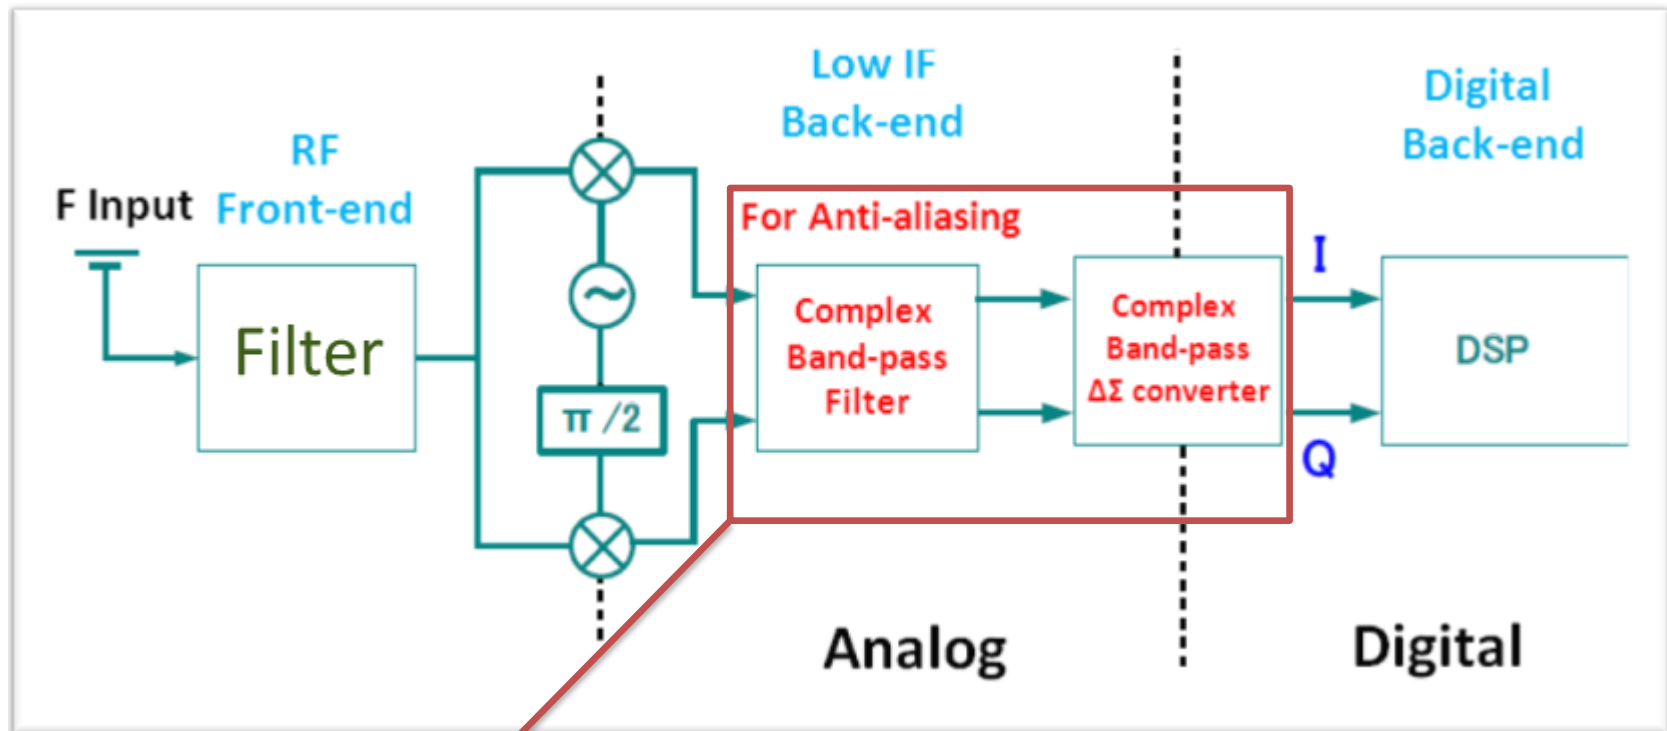 F Input
RF
Front-end
Filter
π /2
Low IF
Back-end
For Anti-aliasing
Complex
Band-pass
Filter
Complex
Band-pass
ΔΣ converter
I
Q
Digital
Back-end
DSP
Analog
Digital